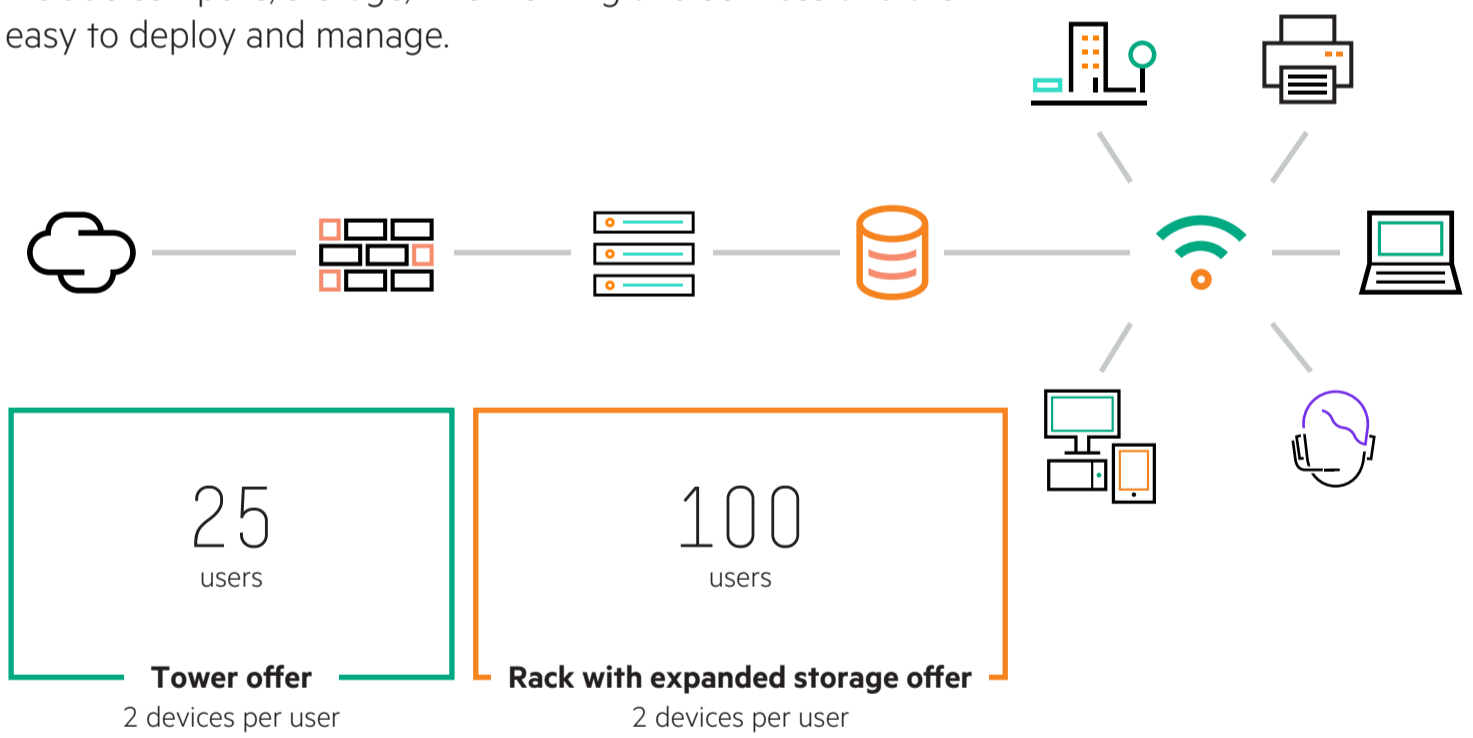 easy to deploy and manage.
25
users
Tower offer
2 devices per user
100
users
Rack with expanded storage offer
2 devices per user